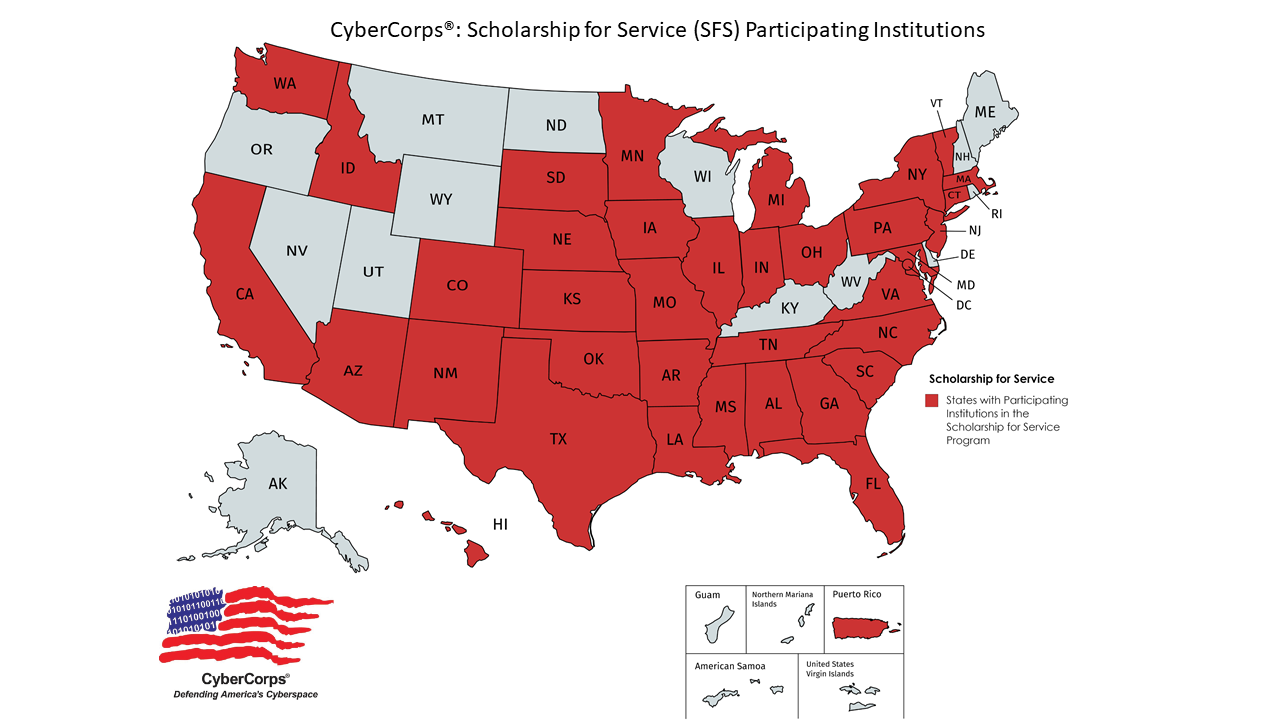 CyberCorps®: Scholarship for Service (SFS) Participating Institutions
WA
MT
ND
MN
VT
ME
OR
ID
SD
WI
MI
NY
NH
MA
CT
RI
WY
NE
IA
PA
NJ
NV
UT
CO
KS
MO
IL
IN
OH
WV
VA
DE
MD
DC
CA
KY
AZ
NM
OK
AR
TN
NC
SC
TX
LA
MS
AL
GA
FL
AK
HI
Scholarship for Service
States with Participating
Institutions in the
Scholarship for Service
Program
CyberCorps®
Defending America's Cyberspace
Guam
Northern Mariana
Islands
Puerto Rico
American Samoa
United States
Virgin Islands